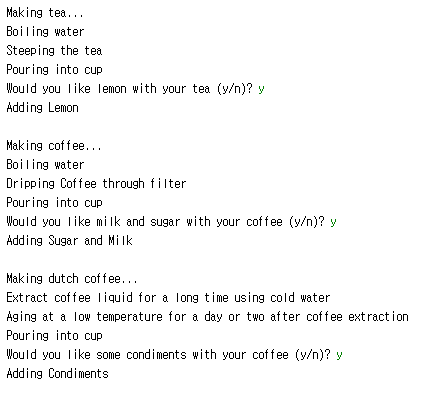 Making tea...
Boiling water
Steeping the tea
Pouring into cup
Would you like lemon with your tea (y/n)? y
Adding Lemon

Making coffee...
Boiling water
Dripping Coffee through filter
Pouring into cup
Would you like milk and sugar with your coffee (y/n)? y
Adding Sugar and Milk

Making dutch coffee...
Extract coffee liquid for a long time using cold water
Aging at a low temperature for a day or two after coffee extraction
Pouring into cup
Would you like some condiments with your coffee (y/n)? y
Adding Condiments